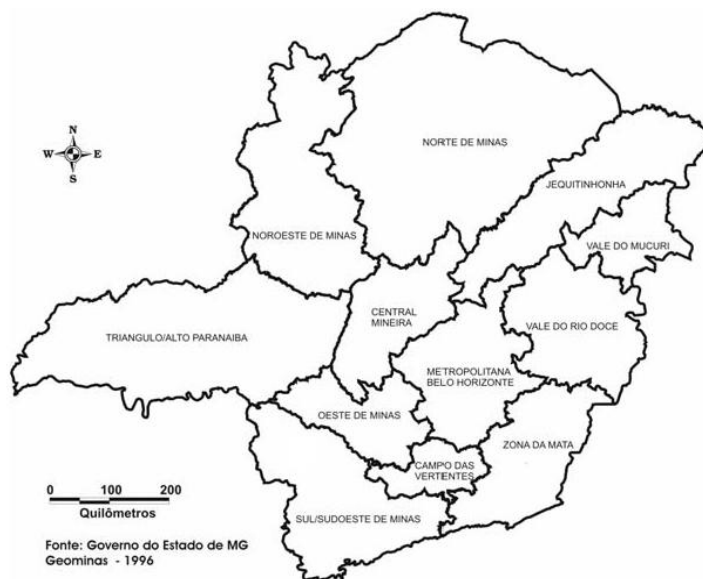 N
W E
S
NORTE DE MINAS
JEQUITINHONHA
NOROESTE DE MINAS
VALE DO MUCURI
CENTRAL
MINEIRA
TRIANGULO/ALTO PARANAIBA
VALE DO RIO DOCE
METROPOLITANA
BELO HORIZONTE
OESTE DE MINAS
ZONA DA MATA
CAMPO DAS
VERTENTES
SUL/SUDOESTE DE MINAS
0 100 200
Quilômetros
Fonte: Governo do Estado de MG
Geominas - 1996